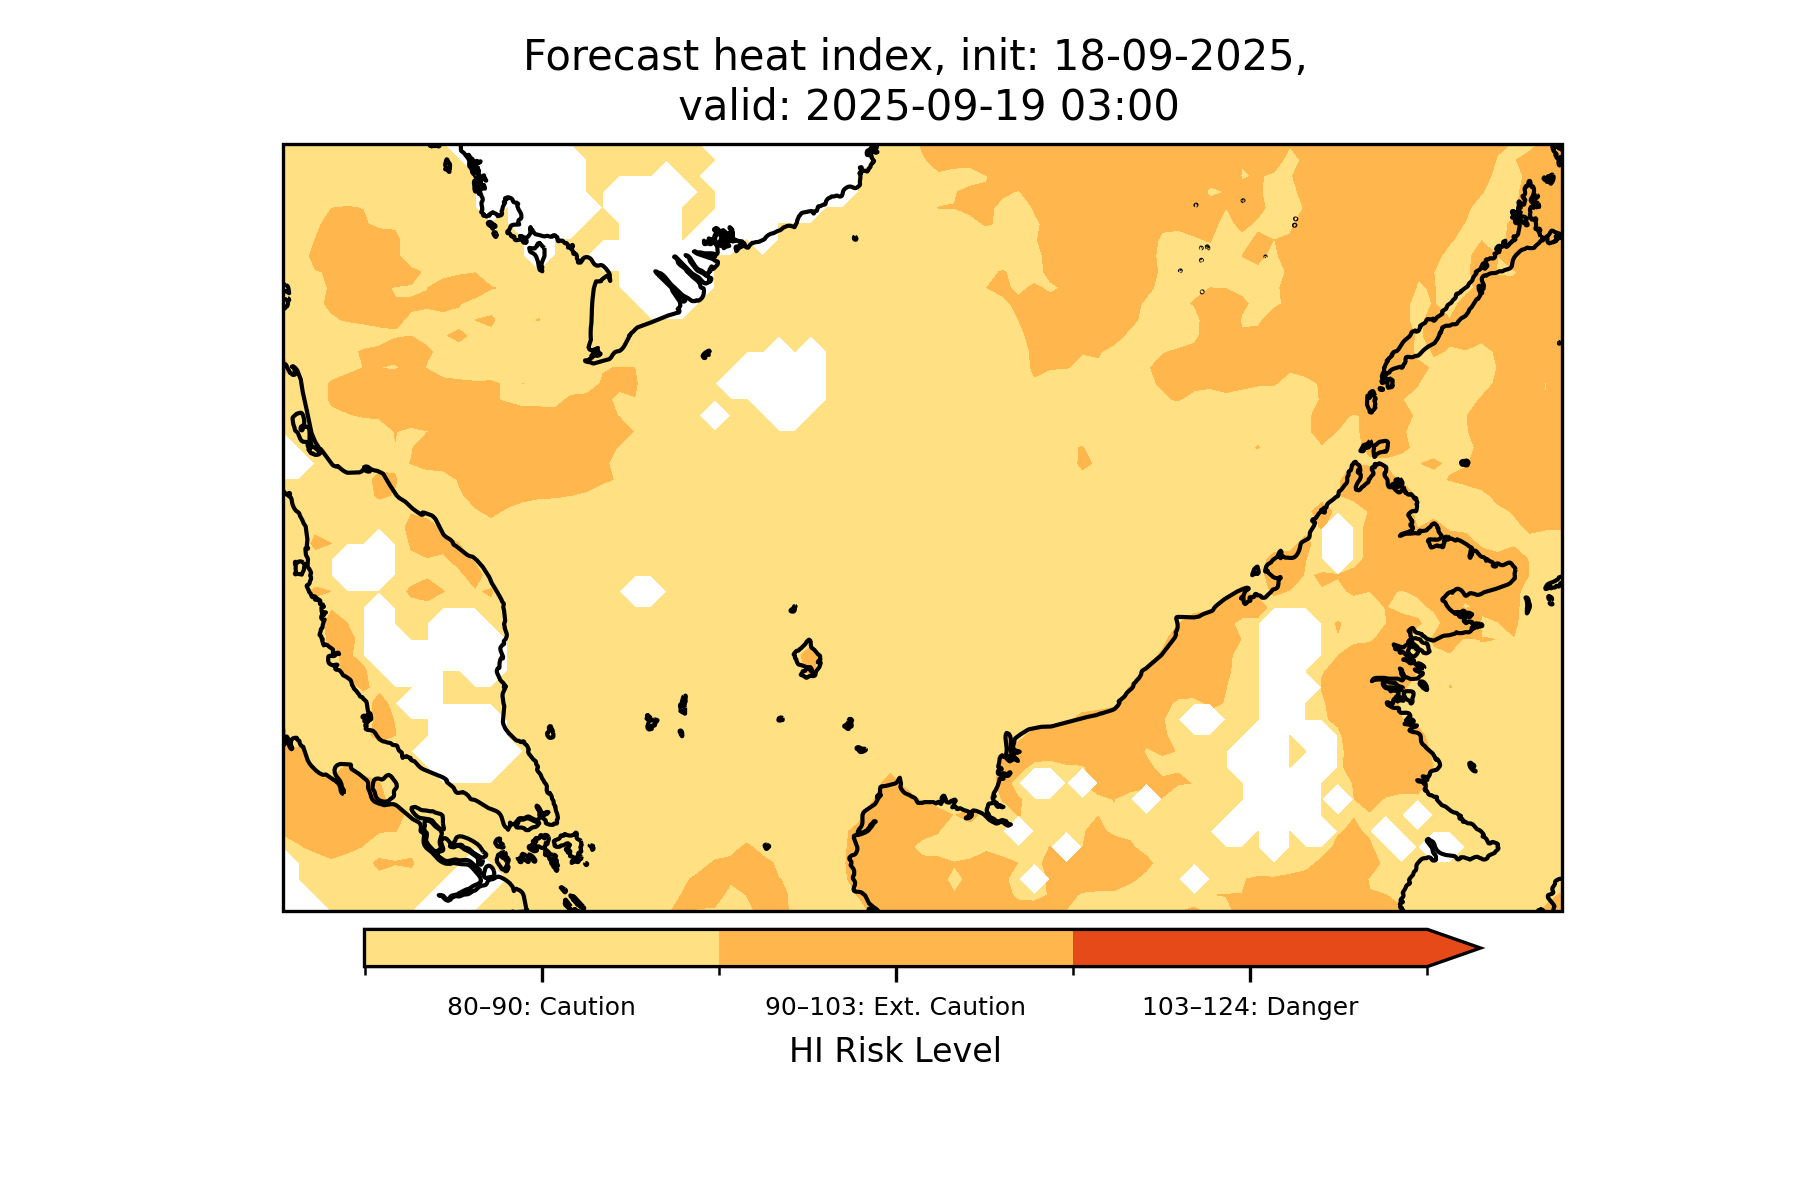 Forecast heat index, init: 18-09-2025,
valid: 2025-09-19 03:00
80–90: Caution
90–103: Ext. Caution
103–124: Danger
HI Risk Level